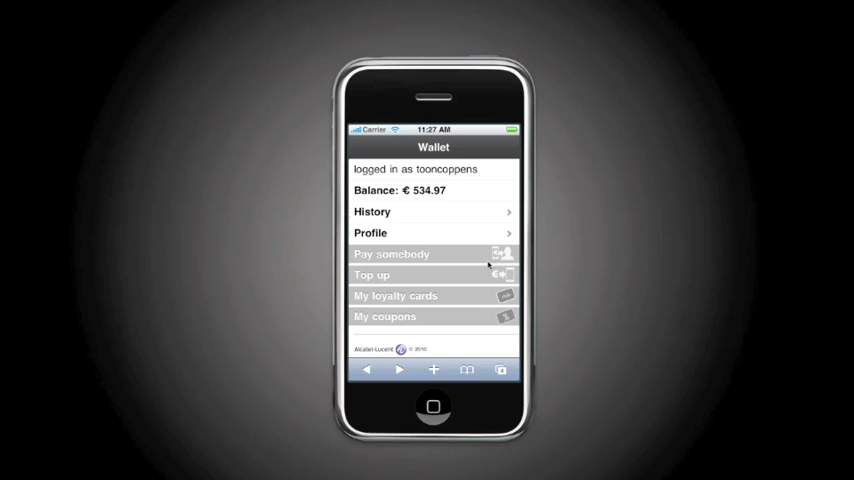 Carrier 11:27 AM
Wallet
logged in as tooncoppens
Balance: € 534.97
History
Profile
Pay somebody
Top up
My loyalty cards
My coupons
Alcatel-Lucent © 2010